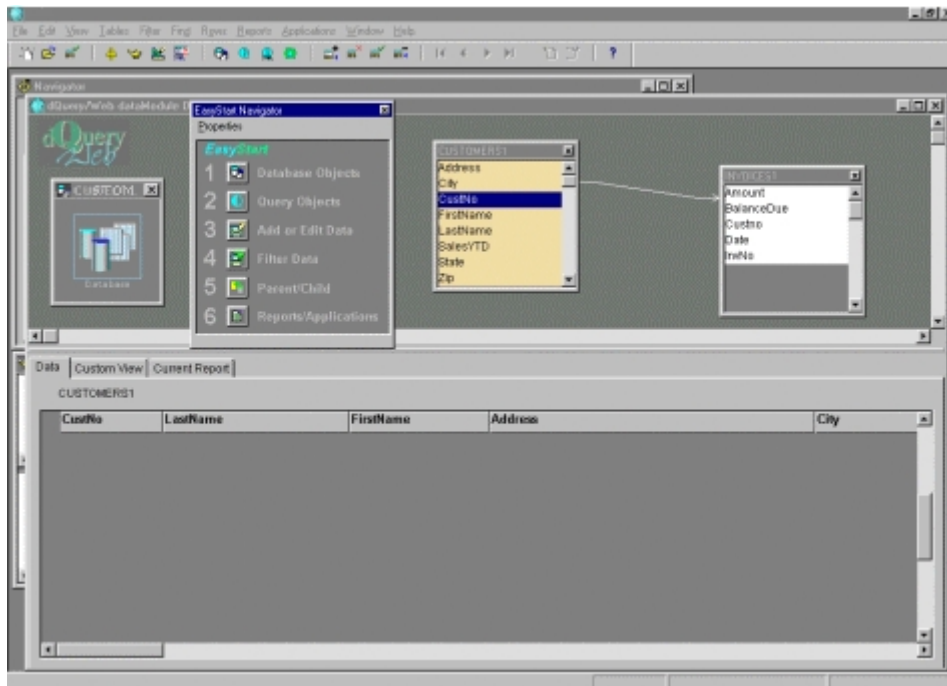 File Edit View Tables Filter Find Rows Reports Applications Window Help
Navigator
dQuery/Web dataModule
EasyStart Navigator
Properties
dQuery
Web
EasyStart
1 Database Objects
2 Query Objects
3 Add or Edit Data
4 Filter Data
5 Parent/Child
6 Reports/Applications
CUSTOM
Database
CUSTOMERS1
Address
City
CustNo
FirstName
LastName
SalesYTD
State
Zip
INVOICES1
Amount
BalanceDue
Custno
Date
InvNo
Data Custom View Current Report
CUSTOMERS1
CustNo LastName FirstName Address City